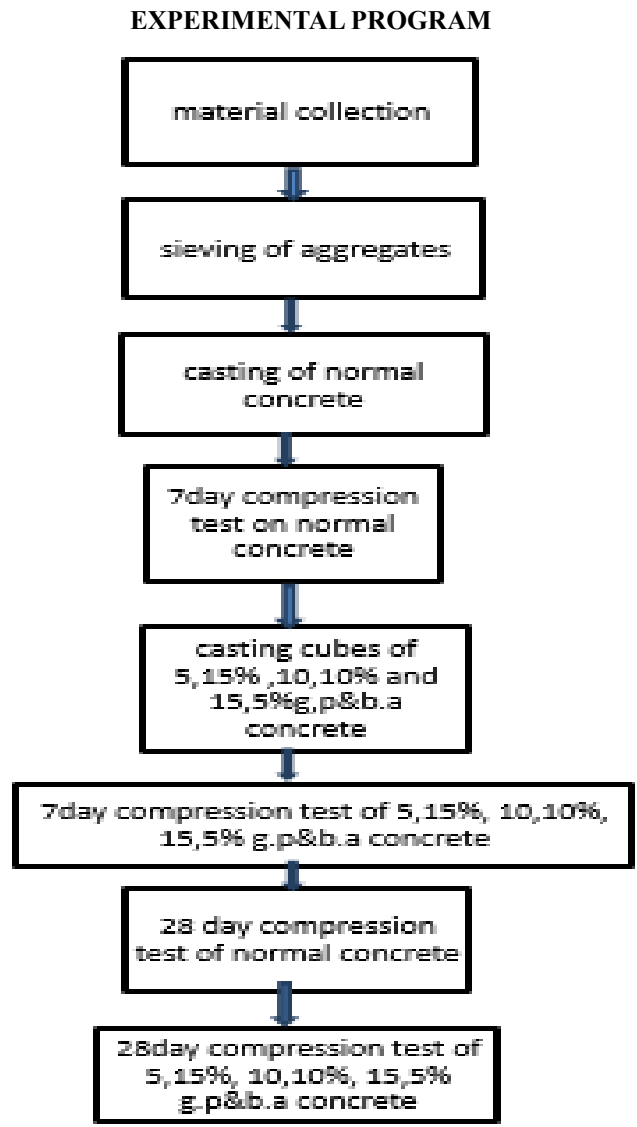 EXPERIMENTAL PROGRAM
material collection
sieving of aggregates
casting of normal
concrete
7day compression
test on normal
concrete
casting cubes of
5,15% ,10,10% and
15,5%g,p&b.a
concrete
7day compression test of 5,15%, 10,10%,
15,5% g.p&b.a concrete
28 day compression
test of normal concrete
28day compression test of
5,15%, 10,10%, 15,5%
g.p&b.a concrete